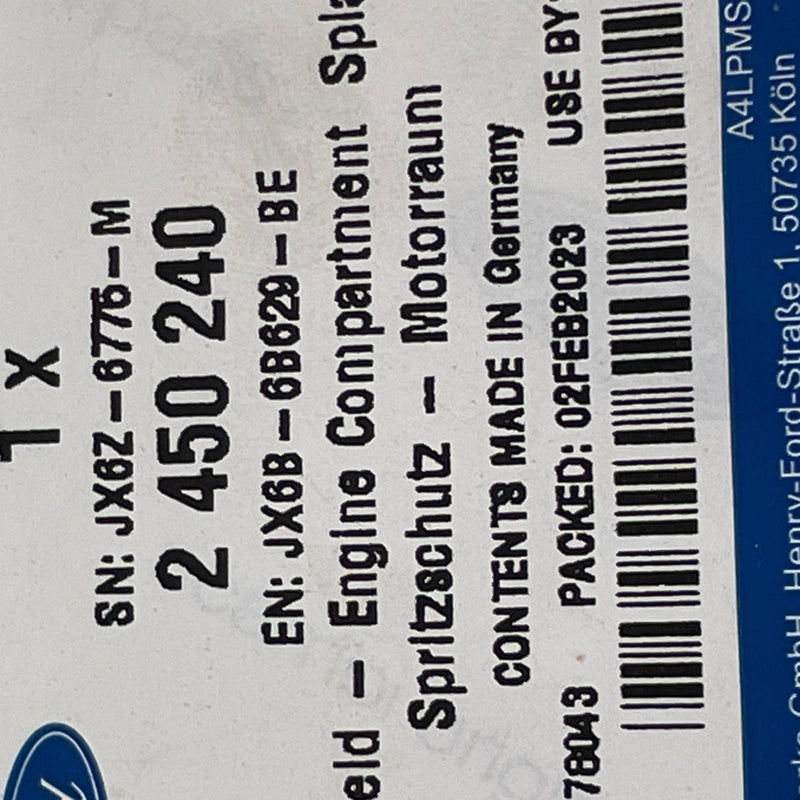 1 x
SN: JX6Z-6775-M
2 450 240
EN: JX6B-6B629-BE
eld - Engine Compartment Spla
Spritzschutz - Motorraum
CONTENTS MADE IN Germany
78043 PACKED: 02FEB2023 USE BY
A4LPMS
GmbH, Henry-Ford-Straße 1, 50735 Köln